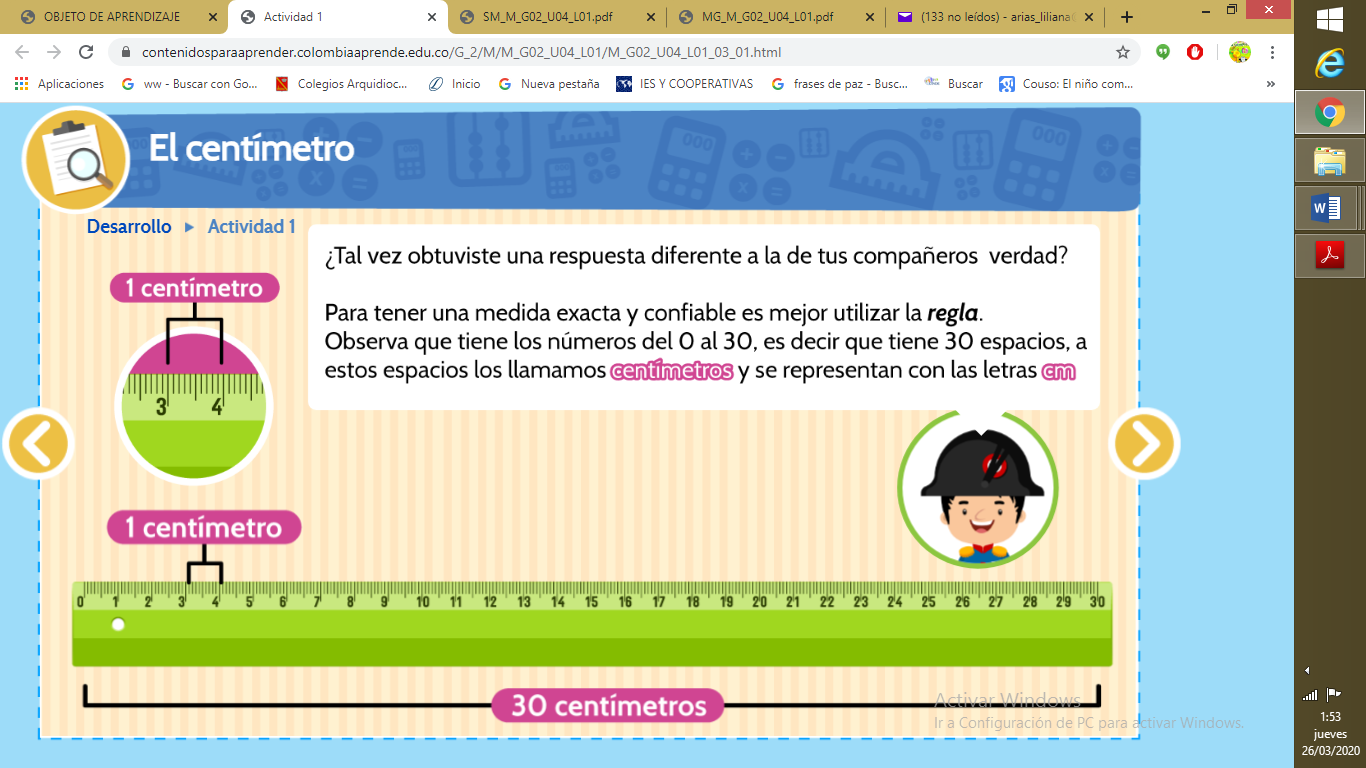 OBJETO DE APRENDIZAJE
Actividad 1
SM_M_G02_U04_L01.pdf
MG_M_G02_U04_L01.pdf
(133 no leídos) - arias_liliana
contenidosparaaprender.colombiaaprende.edu.co/G_2/M/M_G02_U04_L01/M_G02_U04_L01_03_01.html
Aplicaciones
ww - Buscar con Go...
Colegios Arquidioc...
Inicio
Nueva pestaña
IES Y COOPERATIVAS
frases de paz - Busc...
Buscar
Couso: El niño com...
»
El centímetro
Desarrollo
Actividad 1
¿Tal vez obtuviste una respuesta diferente a la de tus compañeros verdad?
Para tener una medida exacta y confiable es mejor utilizar la regla.
Observa que tiene los números del 0 al 30, es decir que tiene 30 espacios, a
estos espacios los llamamos centímetros y se representan con las letras cm
1 centímetro
3 4
1 centímetro
0 1 2 3 4 5 6 7 8 9 10 11 12 13 14 15 16 17 18 19 20 21 22 23 24 25 26 27 28 29 30
30 centímetros
Activar Windows
Ir a Configuración de PC para activar Windows.
1:53
jueves
26/03/2020